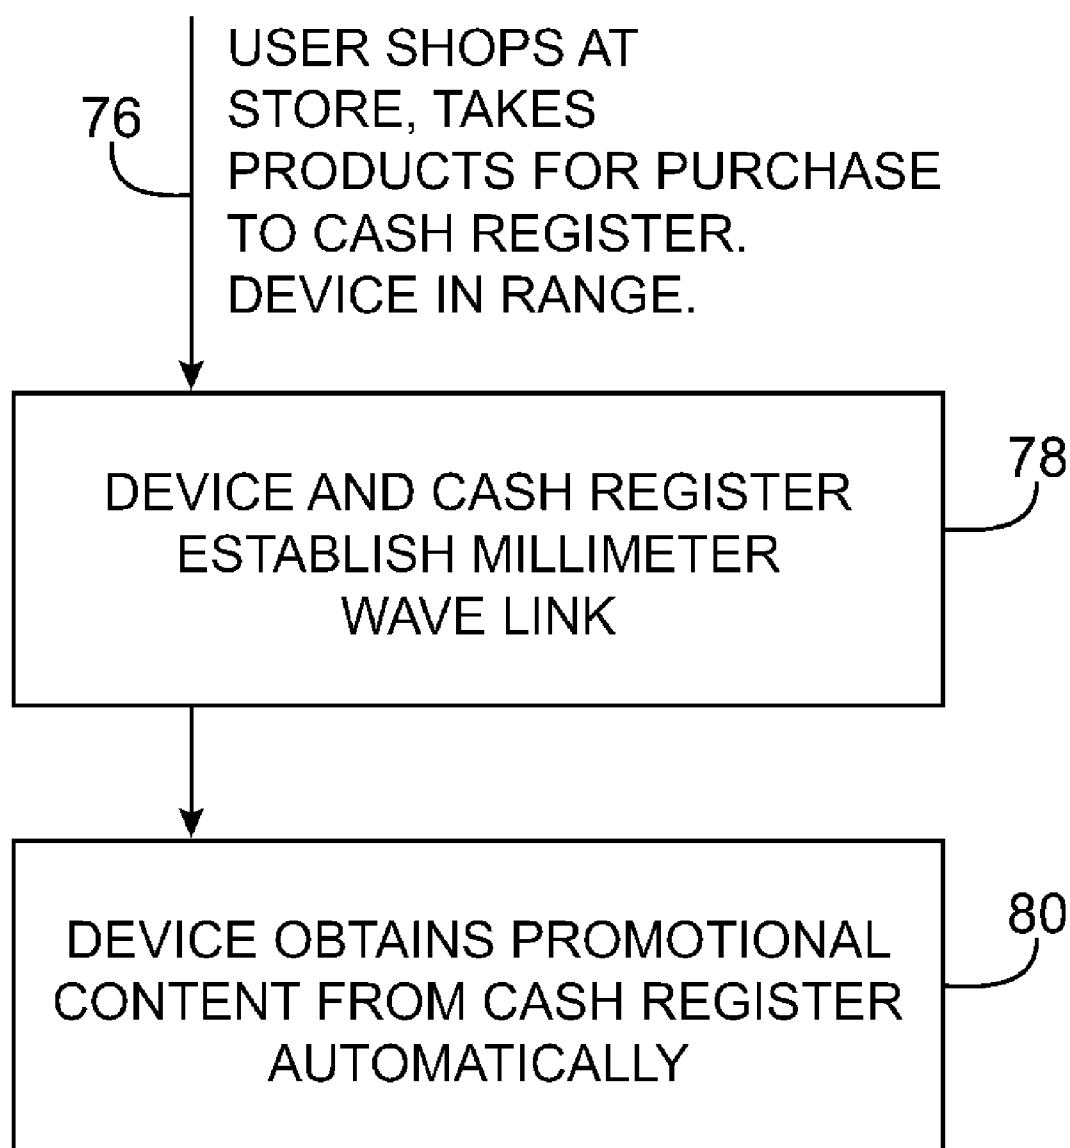 USER SHOPS AT
STORE, TAKES
PRODUCTS FOR PURCHASE
TO CASH REGISTER.
DEVICE IN RANGE.
76
DEVICE AND CASH REGISTER
ESTABLISH MILLIMETER
WAVE LINK
78
DEVICE OBTAINS PROMOTIONAL
CONTENT FROM CASH REGISTER
AUTOMATICALLY
80